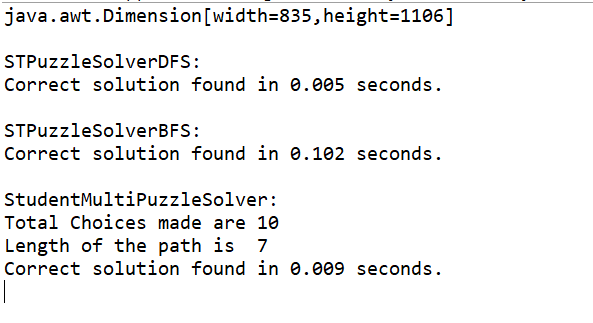 java.awt.Dimension[width=835,height=1106]
STPuzzleSolverDFS:
Correct solution found in 0.005 seconds.
STPuzzleSolverBFS:
Correct solution found in 0.102 seconds.
StudentMultiPuzzleSolver:
Total Choices made are 10
Length of the path is  7
Correct solution found in 0.009 seconds.